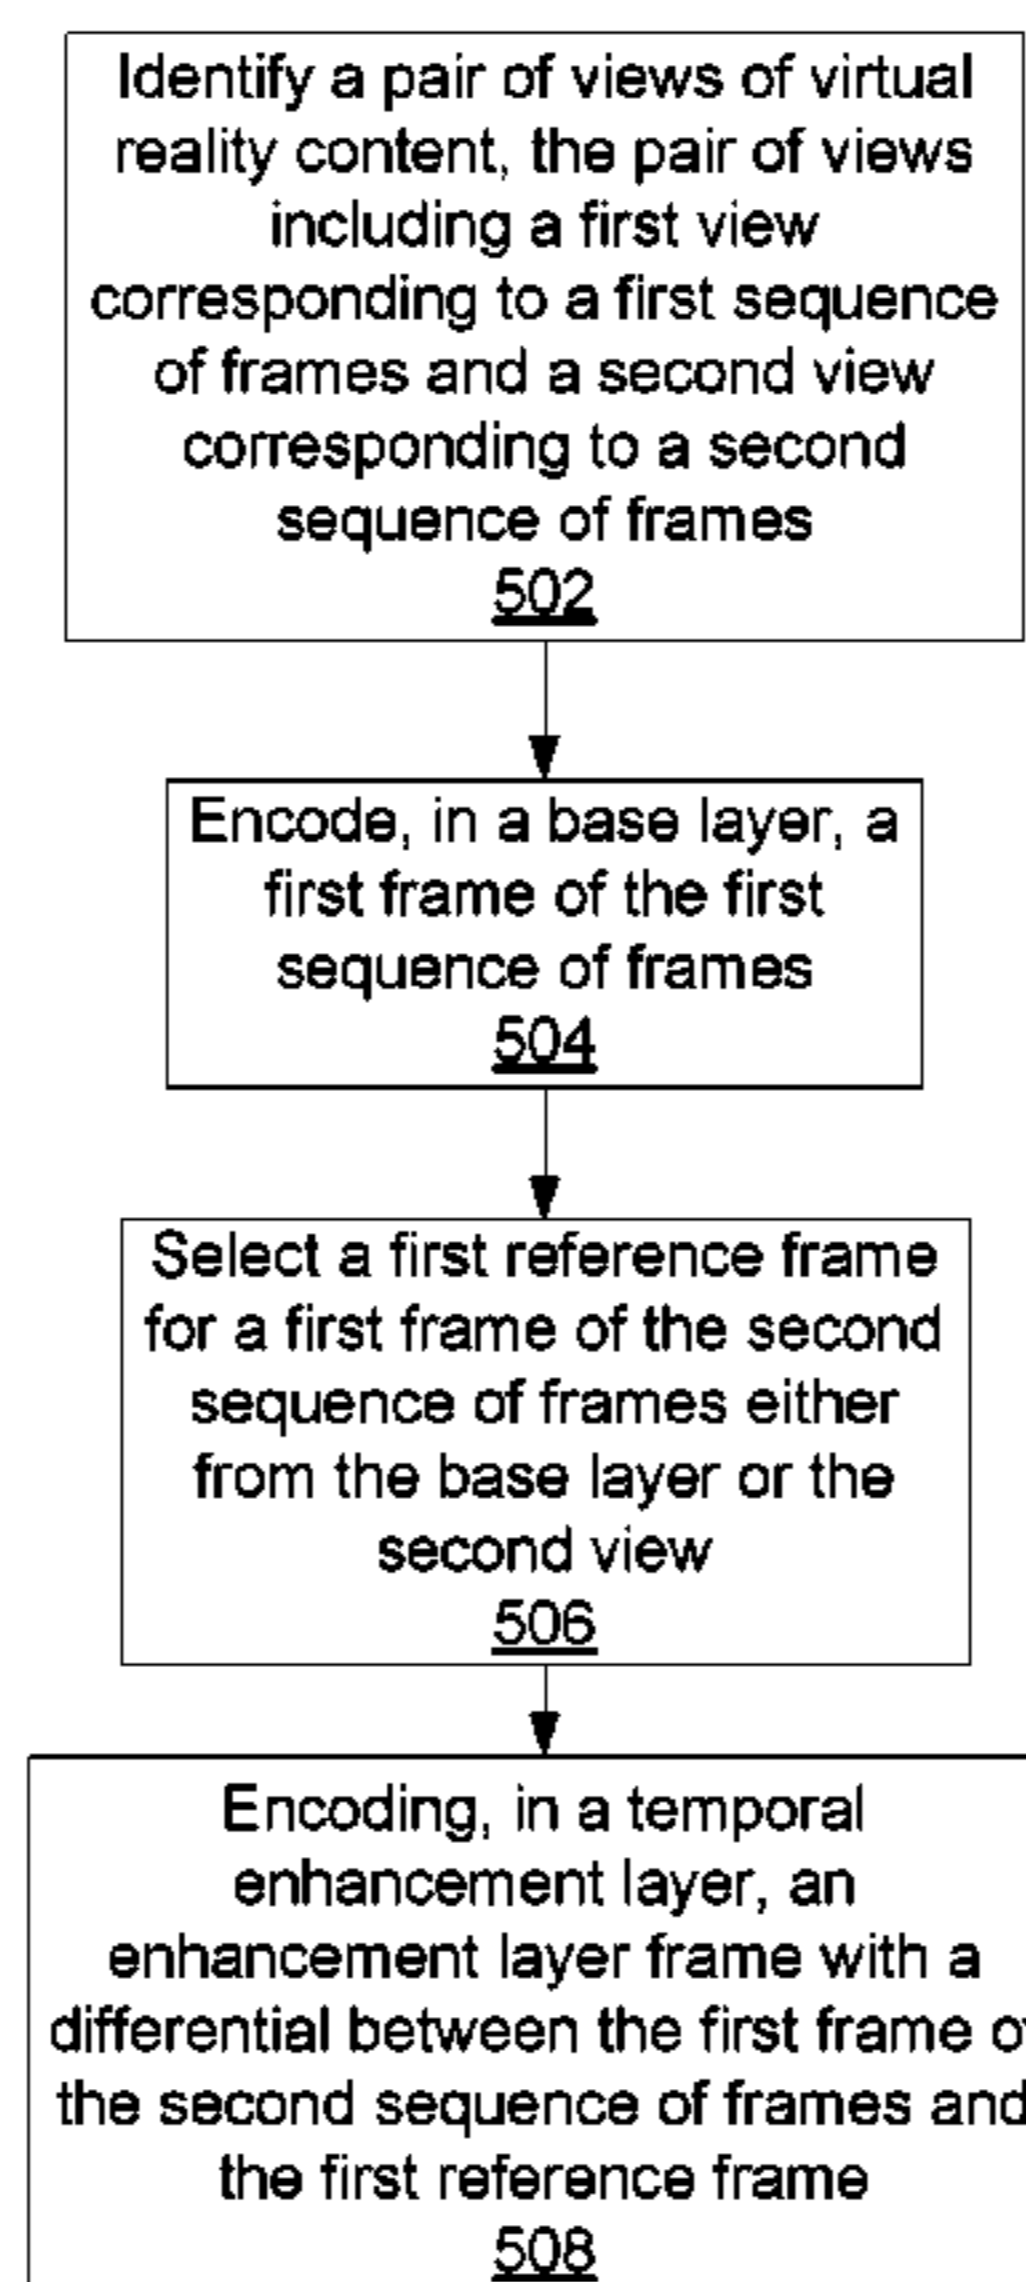 Identify a pair of views of virtual
reality content, the pair of views
including a first view
corresponding to a first sequence
of frames and a second view
corresponding to a second
sequence of frames
502
Encode, in a base layer, a
first frame of the first
sequence of frames
504
Select a first reference frame
for a first frame of the second
sequence of frames either
from the base layer or the
second view
506
Encoding, in a temporal
enhancement layer, an
enhancement layer frame with a
differential between the first frame of
the second sequence of frames and
the first reference frame
508